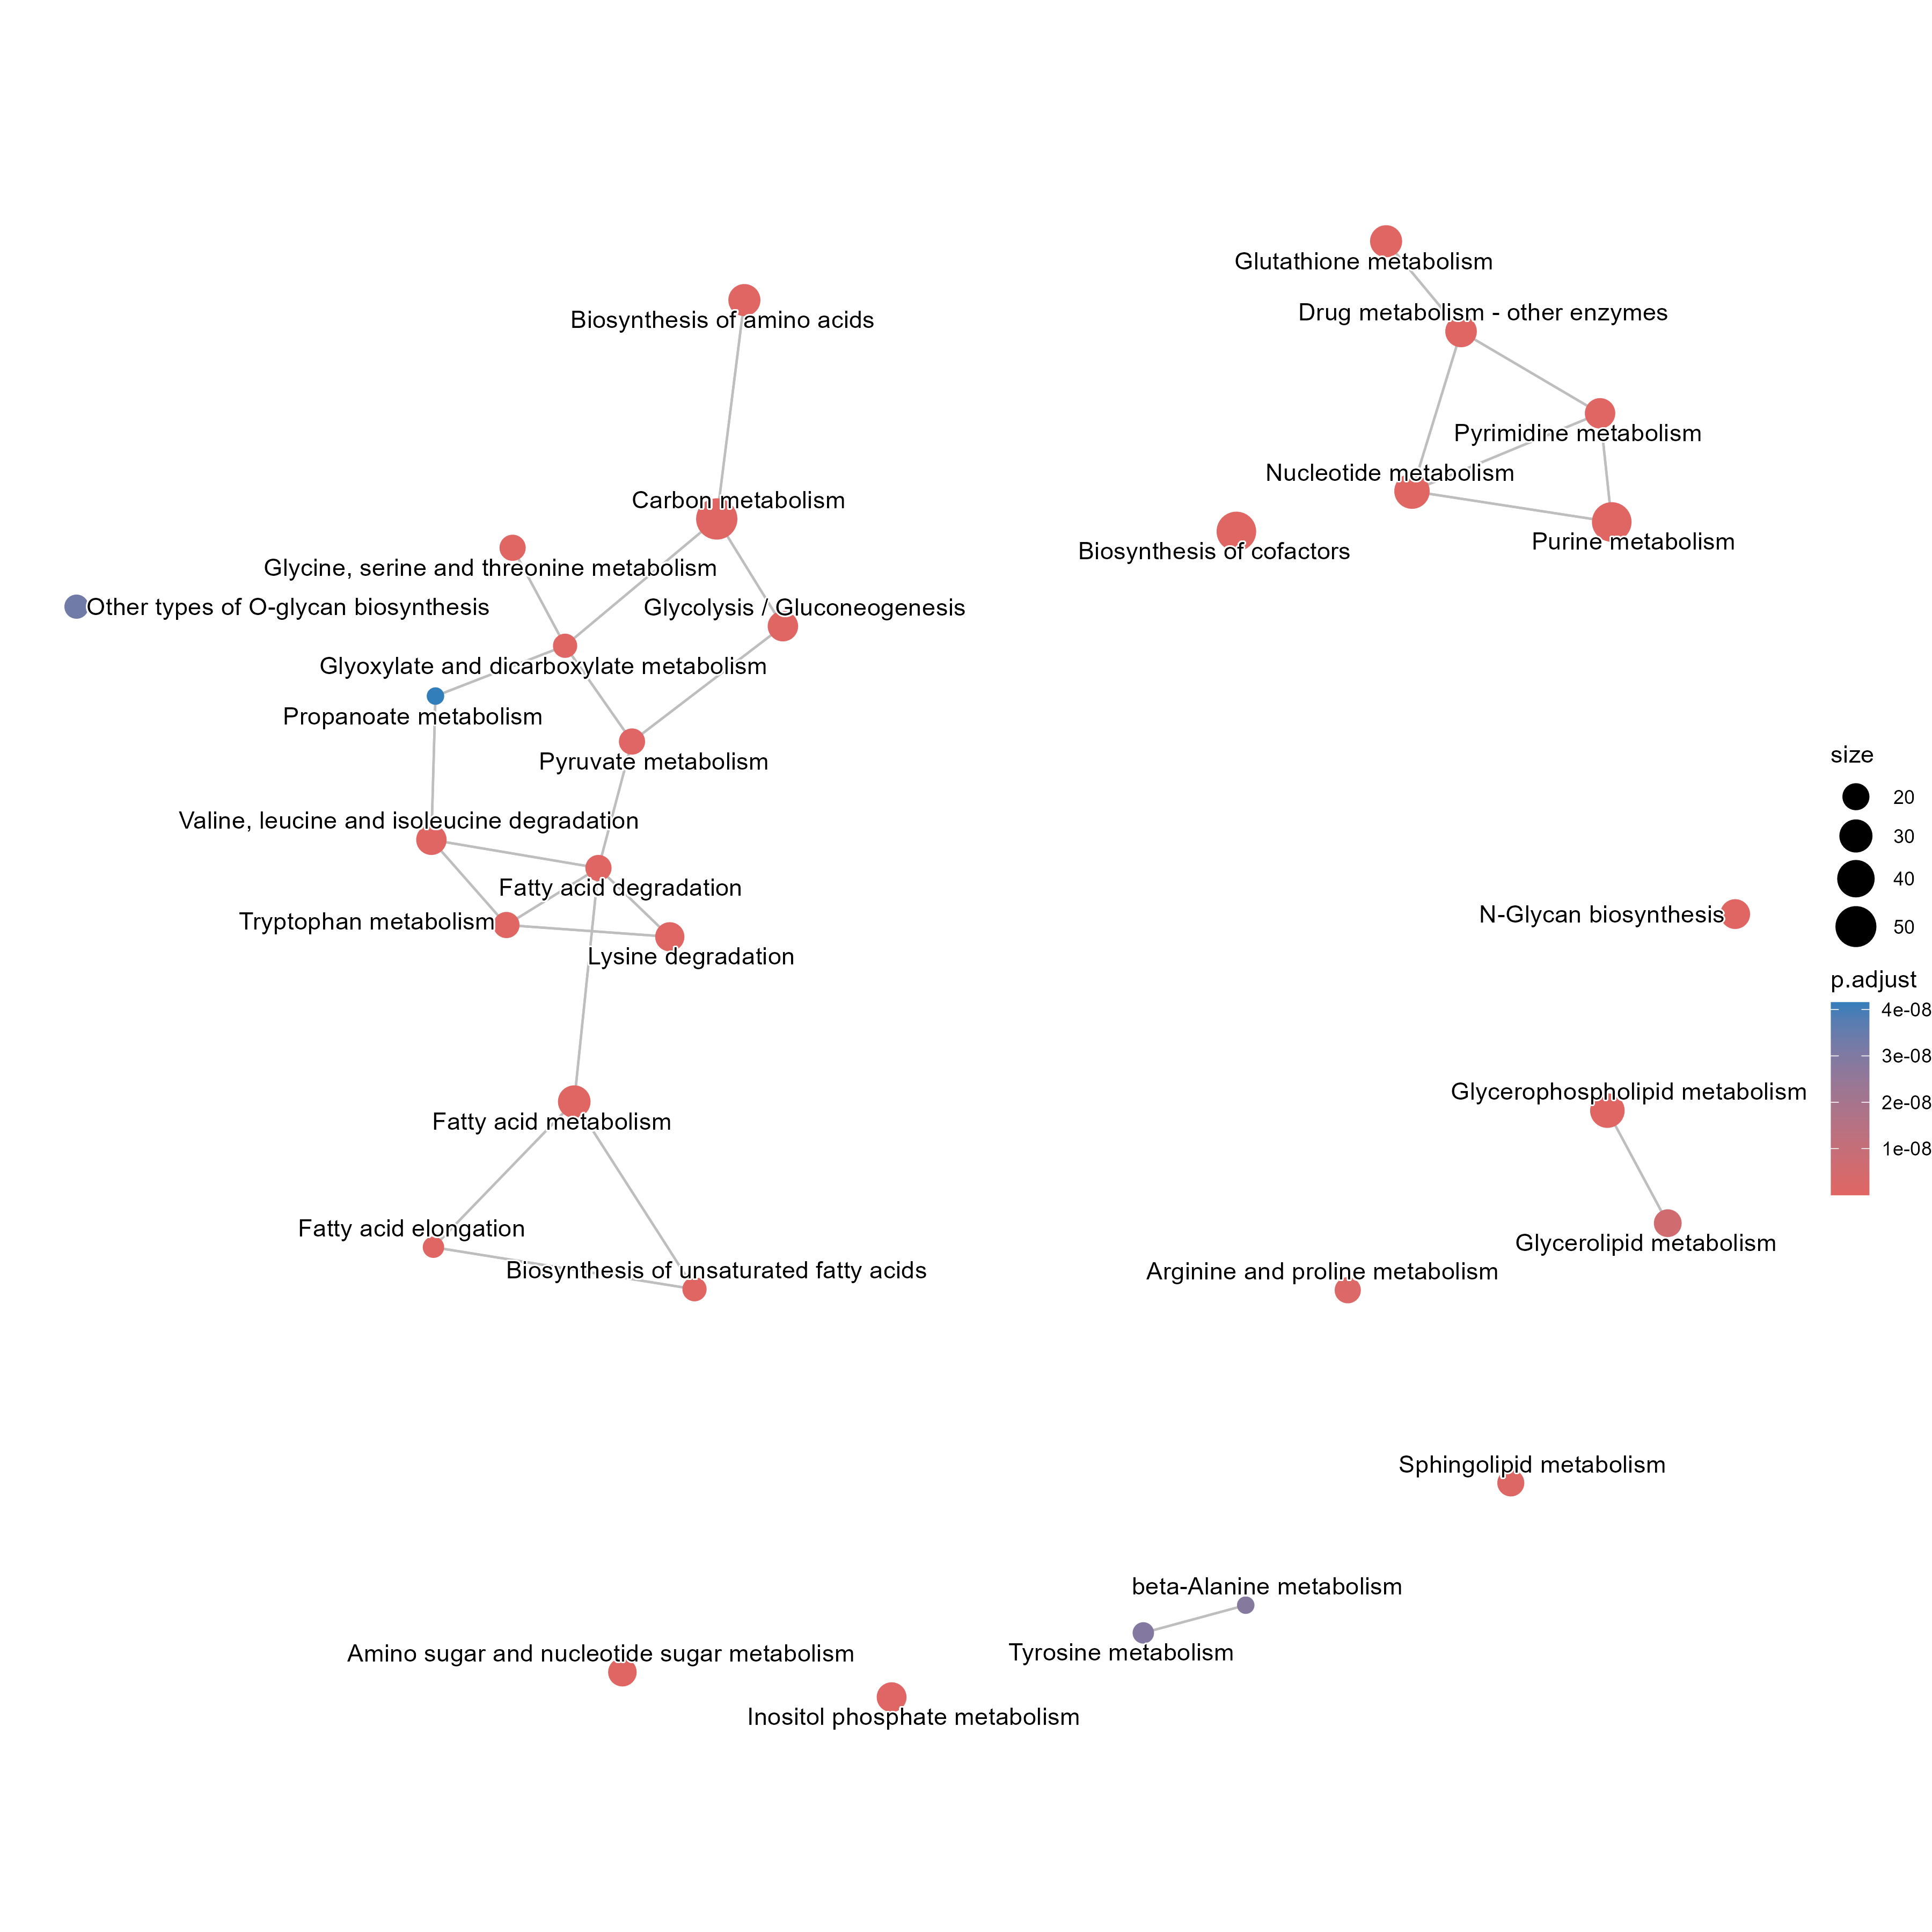 Glutathione metabolism
Drug metabolism - other enzymes
Biosynthesis of amino acids
Pyrimidine metabolism
Nucleotide metabolism
Carbon metabolism
Purine metabolism
Biosynthesis of cofactors
Glycine, serine and threonine metabolism
Other types of O-glycan biosynthesis
Glycolysis / Gluconeogenesis
Glyoxylate and dicarboxylate metabolism
Propanoate metabolism
Pyruvate metabolism
Valine, leucine and isoleucine degradation
Fatty acid degradation
Tryptophan metabolism
Lysine degradation
N-Glycan biosynthesis
Glycerophospholipid metabolism
Fatty acid metabolism
Fatty acid elongation
Glycerolipid metabolism
Biosynthesis of unsaturated fatty acids
Arginine and proline metabolism
Sphingolipid metabolism
beta-Alanine metabolism
Tyrosine metabolism
Amino sugar and nucleotide sugar metabolism
Inositol phosphate metabolism
size
20
30
40
50
p.adjust
4e-08
3e-08
2e-08
1e-08